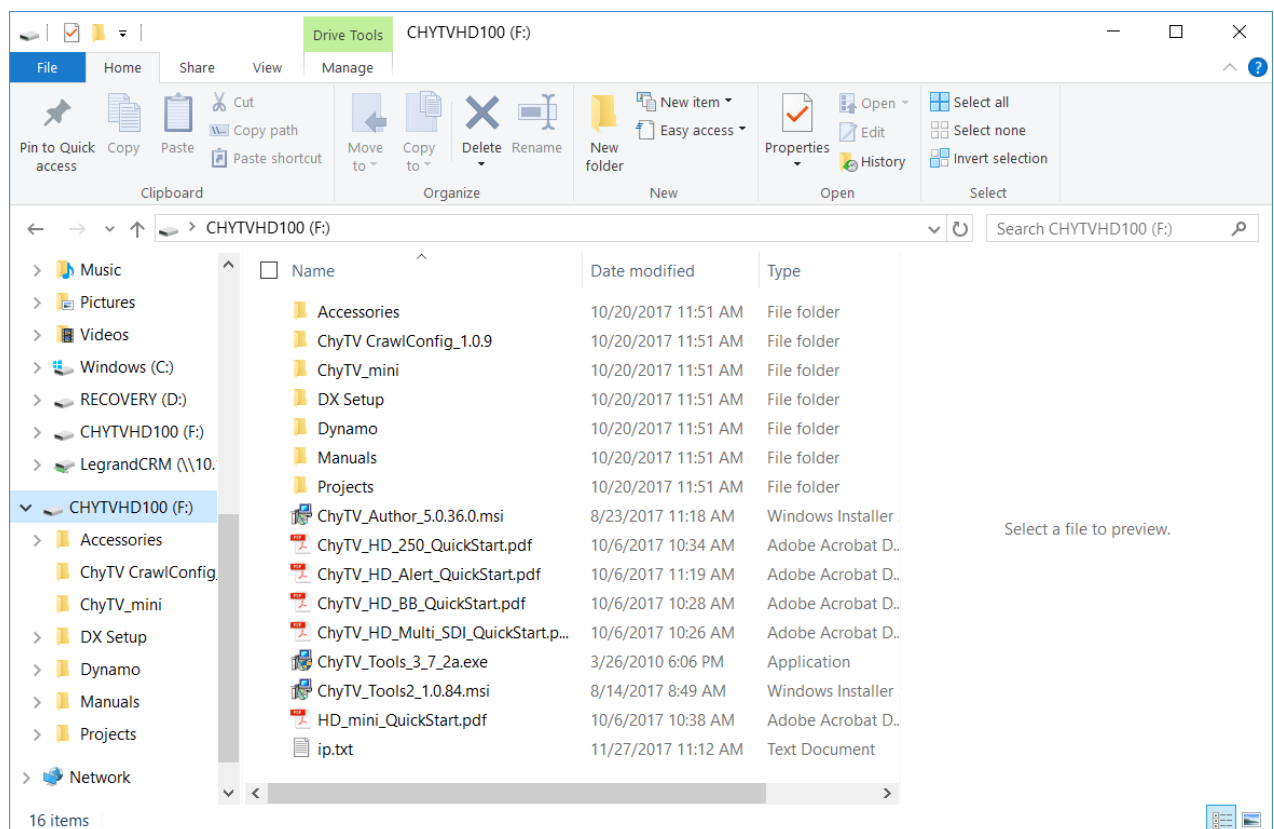 Drive Tools CHYTVHD100 (F:)
File Home Share View Manage
Pin to Quick access
Copy
Paste
Cut
Copy path
Paste shortcut
Move to
Copy to
Delete
Rename
New folder
New item
Easy access
Properties
Open
Edit
History
Select all
Select none
Invert selection
Clipboard Organize New Open Select
CHYTVHD100 (F:) Search CHYTVHD100 (F:)
Music
Pictures
Videos
Windows (C:)
RECOVERY (D:)
CHYTVHD100 (F:)
LegrandCRM (\\10.
CHYTVHD100 (F:)
Accessories
ChyTV CrawlConfig_
ChyTV_mini
DX Setup
Dynamo
Manuals
Projects
Network
Name Date modified Type
Accessories 10/20/2017 11:51 AM File folder
ChyTV CrawlConfig_1.0.9 10/20/2017 11:51 AM File folder
ChyTV_mini 10/20/2017 11:51 AM File folder
DX Setup 10/20/2017 11:51 AM File folder
Dynamo 10/20/2017 11:51 AM File folder
Manuals 10/20/2017 11:51 AM File folder
Projects 10/20/2017 11:51 AM File folder
ChyTV_Author_5.0.36.0.msi 8/23/2017 11:18 AM Windows Installer
ChyTV_HD_250_QuickStart.pdf 10/6/2017 10:34 AM Adobe Acrobat D..
ChyTV_HD_Alert_QuickStart.pdf 10/6/2017 11:19 AM Adobe Acrobat D..
ChyTV_HD_BB_QuickStart.pdf 10/6/2017 10:28 AM Adobe Acrobat D..
ChyTV_HD_Multi_SDI_QuickStart.p... 10/6/2017 10:26 AM Adobe Acrobat D..
ChyTV_Tools_3_7_2a.exe 3/26/2010 6:06 PM Application
ChyTV_Tools2_1.0.84.msi 8/14/2017 8:49 AM Windows Installer
HD_mini_QuickStart.pdf 10/6/2017 10:38 AM Adobe Acrobat D..
ip.txt 11/27/2017 11:12 AM Text Document
Select a file to preview.
16 items